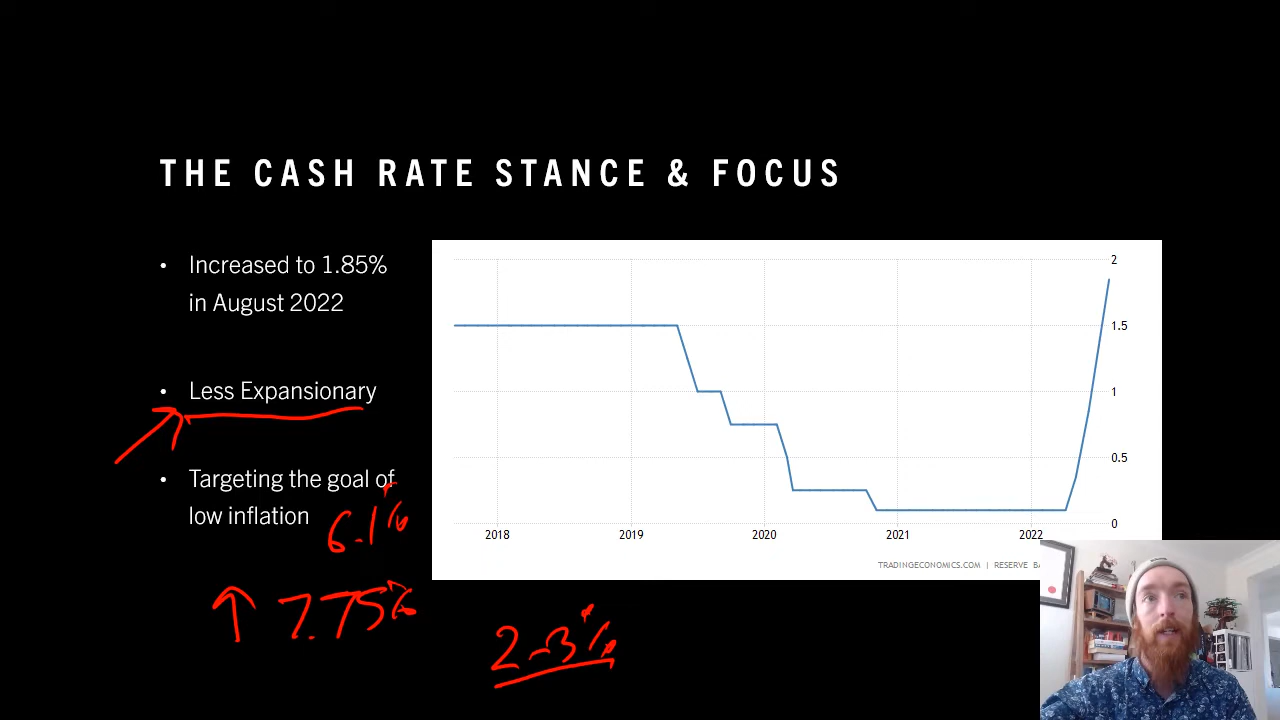 THE CASH RATE STANCE & FOCUS
• Increased to 1.85%
in August 2022
• Less Expansionary
• Targeting the goal of
low inflation
6.1%
↑ 7.75%
2-3%
2
1.5
1
0.5
0
2018 2019 2020 2021 2022
TRADINGECONOMICS.COM | RESERVE BA